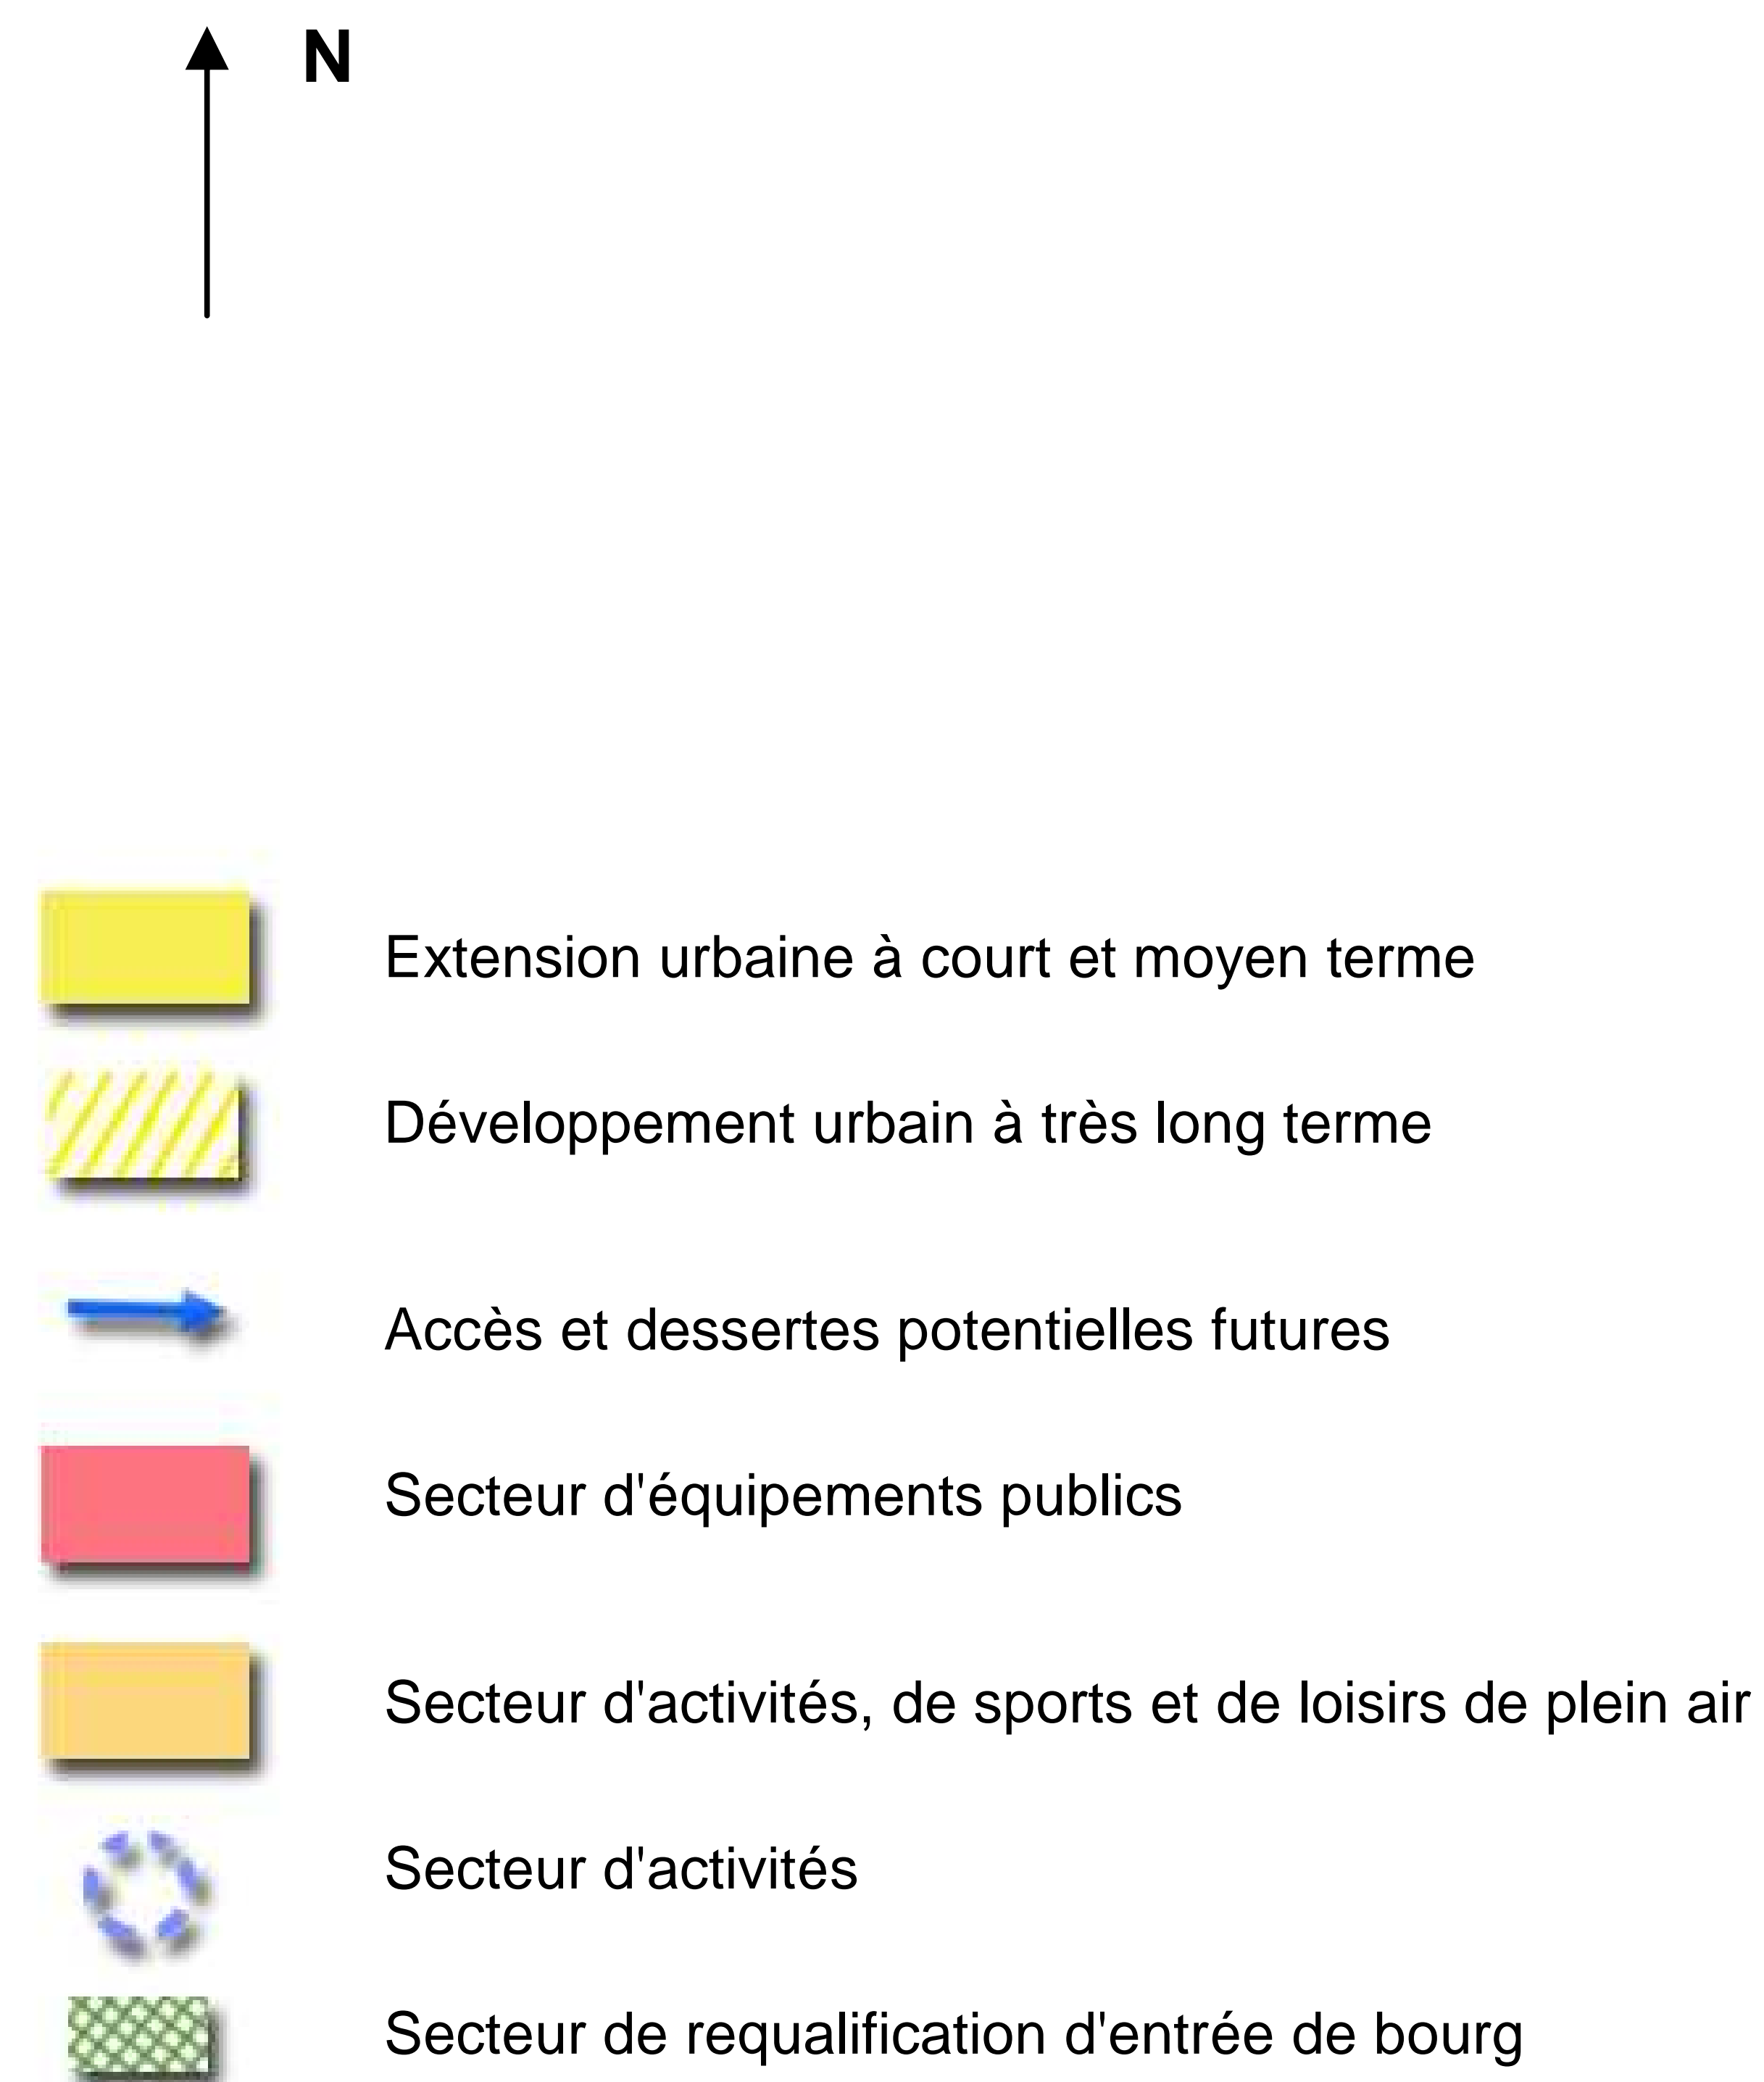 N
Extension urbaine à court et moyen terme
Développement urbain à très long terme
Accès et dessertes potentielles futures
Secteur d'équipements publics
Secteur d'activités, de sports et de loisirs de plein air
Secteur d'activités
Secteur de requalification d'entrée de bourg